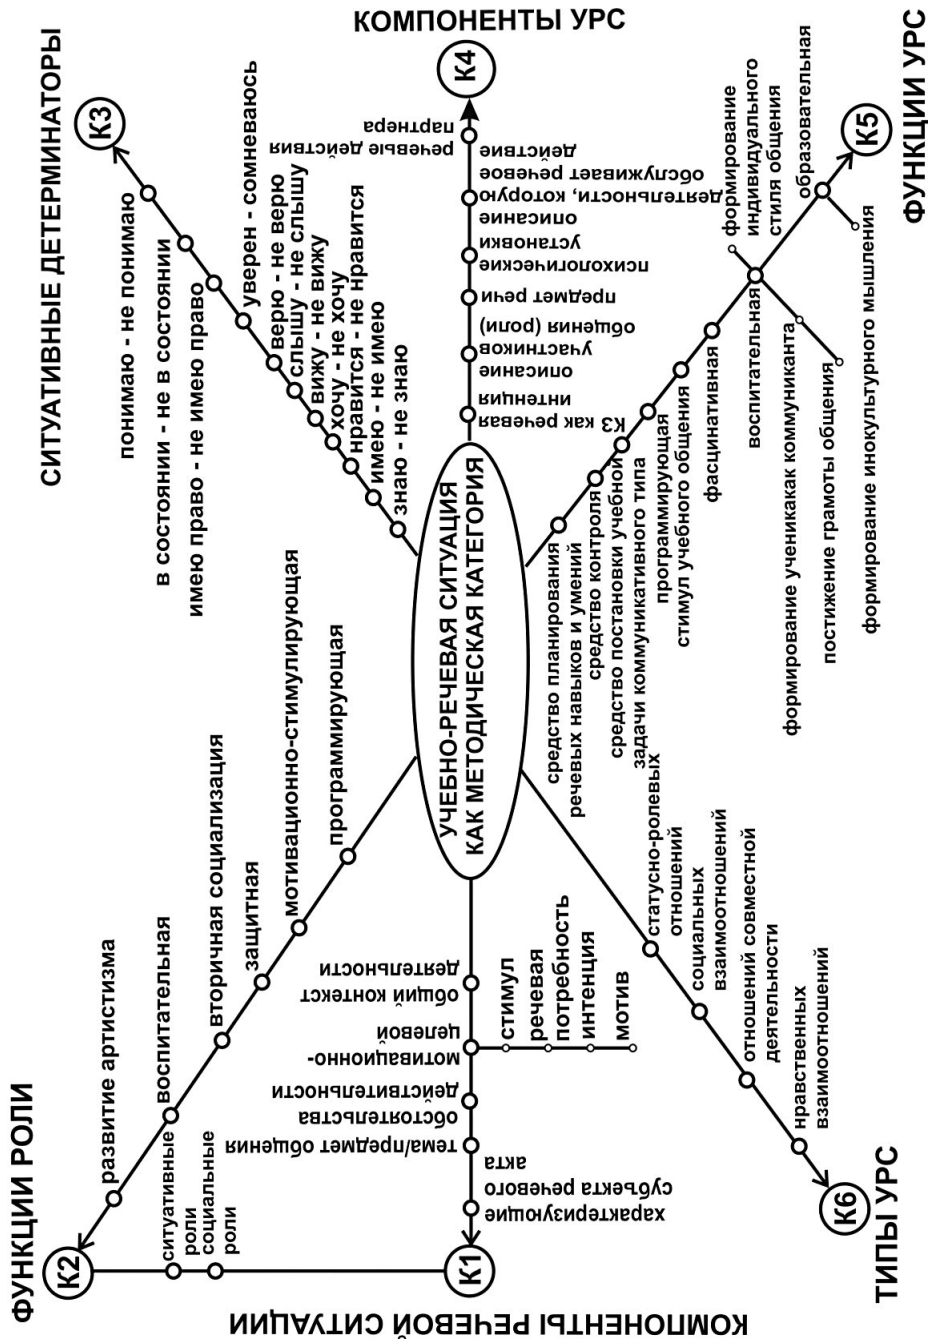 КОМПОНЕНТЫ РЕЧЕВОЙ СИТУАЦИИ
К1
характеризующие
субъекта речевого
акта
тема/предмет общения
обстоятельства
действительности
мотивационно-
целевой
стимул
речевая
потребность
интенция
мотив
общий контекст
деятельности
ситуативные
роли
социальные
роли
ФУНКЦИИ РОЛИ
К2
развитие артистизма
воспитательная
вторичная социализация
защитная
мотивационно-стимулирующая
программирующая
УЧЕБНО-РЕЧЕВАЯ СИТУАЦИЯ
КАК МЕТОДИЧЕСКАЯ КАТЕГОРИЯ
СИТУАТИВНЫЕ ДЕТЕРМИНАТОРЫ
К3
понимаю - не понимаю
в состоянии - не в состоянии
имею право - не имею право
уверен - сомневаюсь
верю - не верю
слышу - не слышу
вижу - не вижу
хочу - не хочу
нравится - не нравится
имею - не имею
знаю - не знаю
КОМПОНЕНТЫ УРС
К4
речевые действия
партнера
описание
деятельности, которую
обслуживает речевое
действие
психологические
установки
предмет речи
описание
участников
общения (роли)
К3 как речевая
интенция
ФУНКЦИИ УРС
К5
средство планирования
речевых навыков и умений
средство контроля
средство постановки учебной
задачи коммуникативного типа
программирующая
стимул учебного общения
фасцинативная
воспитательная
формирование
индивидуального
стиля общения
формирование ученикакак коммуниканта
постижение грамоты общения
образовательная
формирование инокультурного мышления
ТИПЫ УРС
К6
статусно-ролевых
отношений
социальных
взаимоотношений
отношений совместной
деятельности
нравственных
взаимоотношений